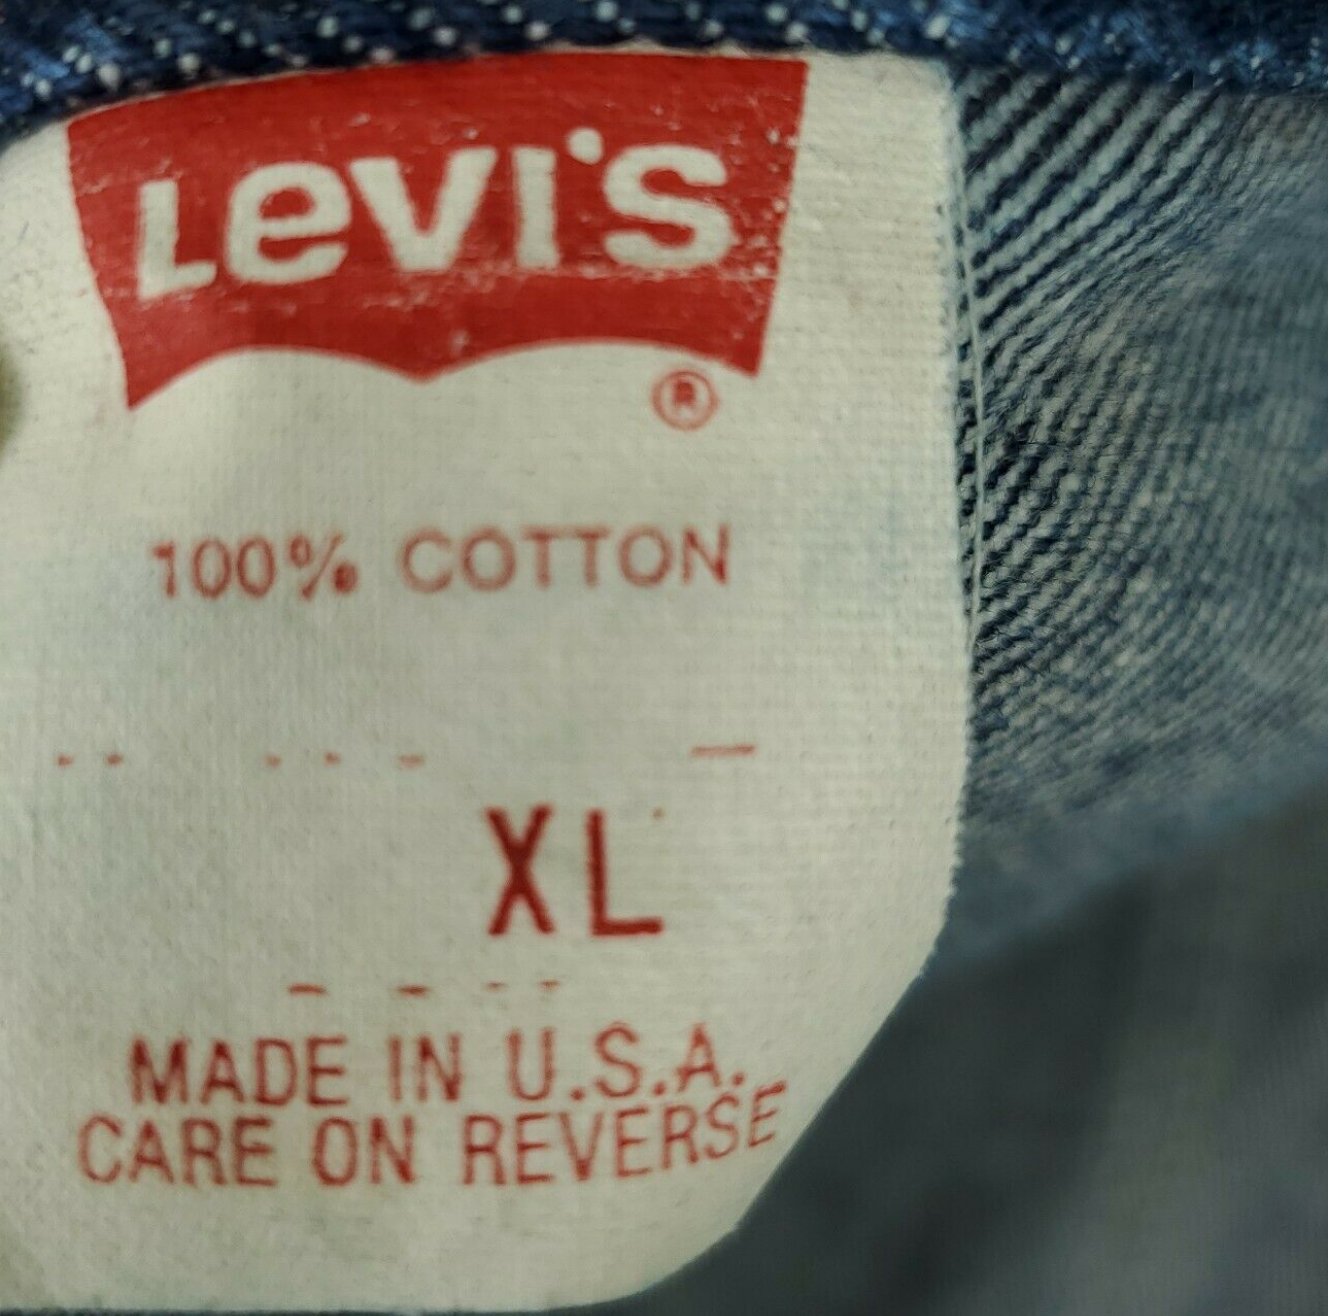 Levi's
®
100% COTTON
XL
MADE IN U.S.A.
CARE ON REVERSE